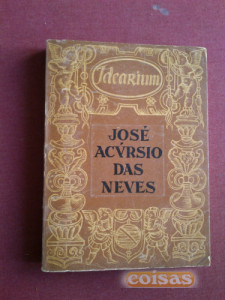 Idearium
JOSÉ
ACVRSIO
DAS
NEVES
coisas